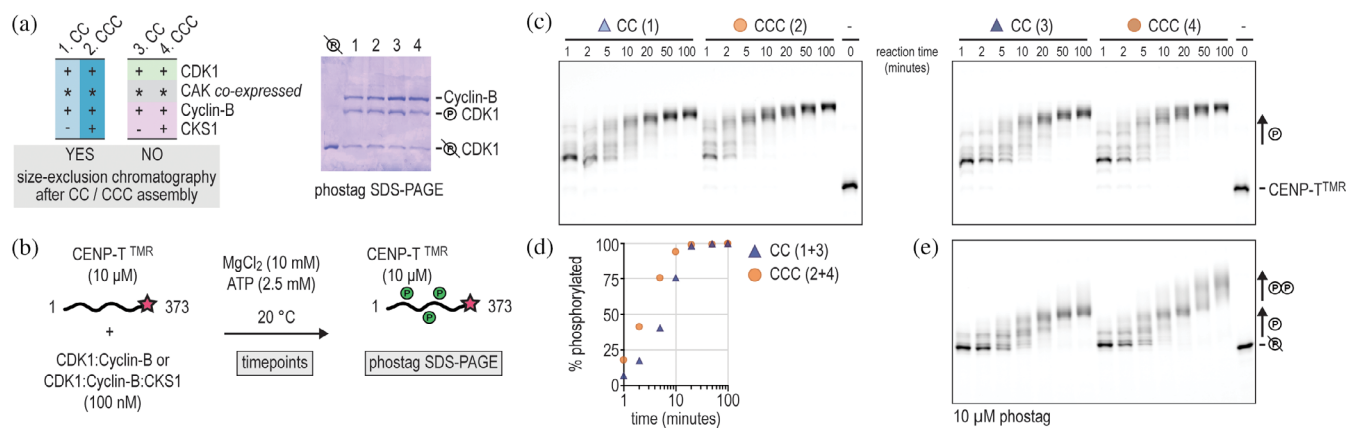 (a)
1. CC
2. CCC
3. CC
4. CCC
+ + + + CDK1
* * * * CAK co-expressed
+ + + + Cyclin-B
- + - + CKS1
YES NO
size-exclusion chromatography
after CC / CCC assembly
R 1 2 3 4
Cyclin-B
P CDK1
R CDK1
phostag SDS-PAGE
(b)
CENP-T TMR
(10 µM)
1 373
+
CDK1:Cyclin-B or
CDK1:Cyclin-B:CKS1
(100 nM)
MgCl2 (10 mM)
ATP (2.5 mM)
20 °C
timepoints
CENP-T TMR
(10 µM)
P P
1 373
P
phostag SDS-PAGE
(c)
CC (1) CCC (2) -
1 2 5 10 20 50 100 1 2 5 10 20 50 100 0
reaction time
(minutes)
CC (3) CCC (4) -
1 2 5 10 20 50 100 1 2 5 10 20 50 100 0
P
CENP-TTMR
(d)
% phosphorylated
100
75
50
25
0
1 10 100
time (minutes)
CC (1+3)
CCC (2+4)
(e)
PP
P
R
10 µM phostag